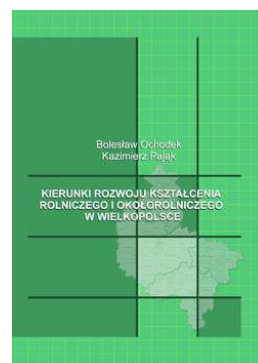 Bolesław Ochodek
Kazimierz Pająk
KIERUNKI ROZWOJU KSZTAŁCENIA
ROLNICZEGO I OKOŁOROLNICZEGO
W WIELKOPOLSCE